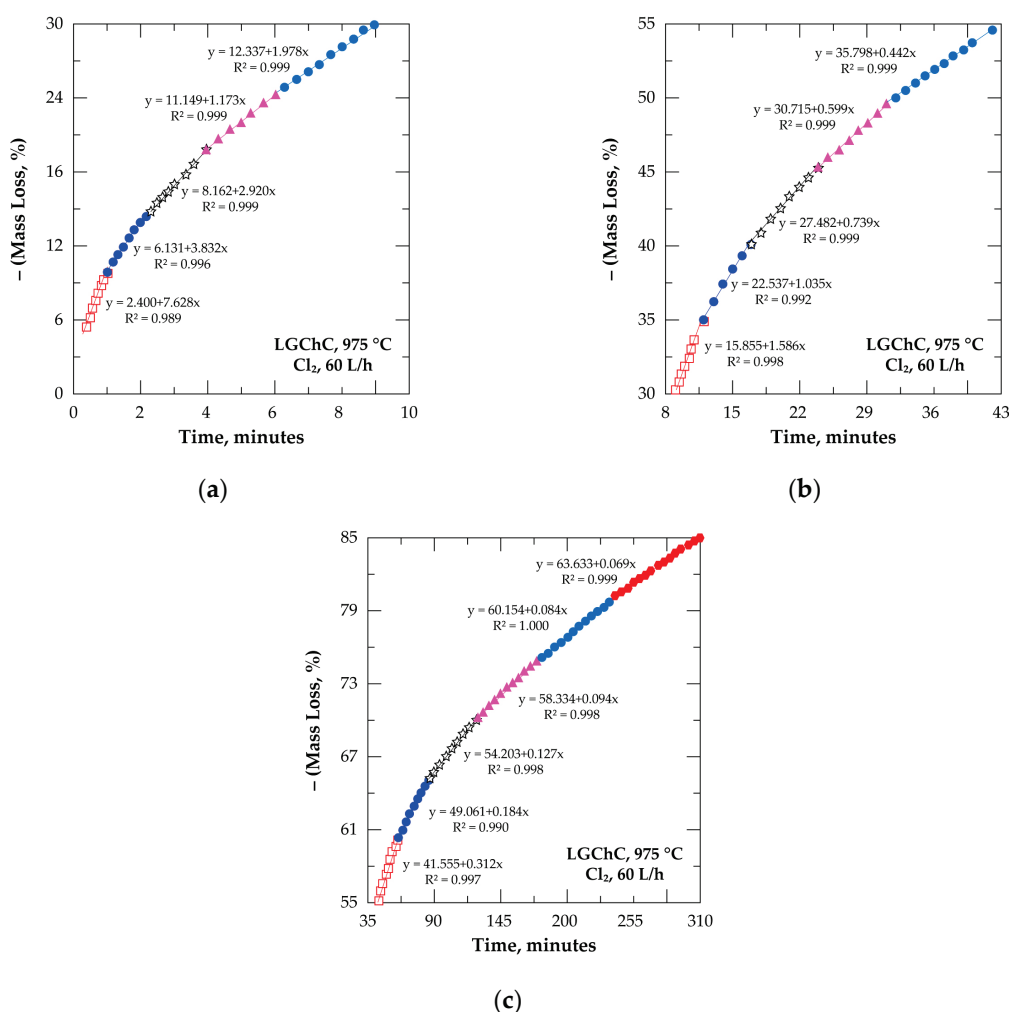 30
24
16
12
6
0
– (Mass Loss, %)
y = 12.337+1.978x
R² = 0.999
y = 11.149+1.173x
R² = 0.999
y = 8.162+2.920x
R² = 0.999
y = 6.131+3.832x
R² = 0.996
y = 2.400+7.628x
R² = 0.989
LGChC, 975 °C
Cl₂, 60 L/h
0 2 4 6 8 10
Time, minutes
(a)
55
50
45
40
35
30
– (Mass Loss, %)
y = 35.798+0.442x
R² = 0.999
y = 30.715+0.599x
R² = 0.999
y = 27.482+0.739x
R² = 0.999
y = 22.537+1.035x
R² = 0.992
y = 15.855+1.586x
R² = 0.998
LGChC, 975 °C
Cl₂, 60 L/h
8 15 22 29 36 43
Time, minutes
(b)
85
79
73
67
61
55
– (Mass Loss, %)
y = 63.633+0.069x
R² = 0.999
y = 60.154+0.084x
R² = 1.000
y = 58.334+0.094x
R² = 0.998
y = 54.203+0.127x
R² = 0.998
y = 49.061+0.184x
R² = 0.990
y = 41.555+0.312x
R² = 0.997
LGChC, 975 °C
Cl₂, 60 L/h
35 90 145 200 255 310
Time, minutes
(c)